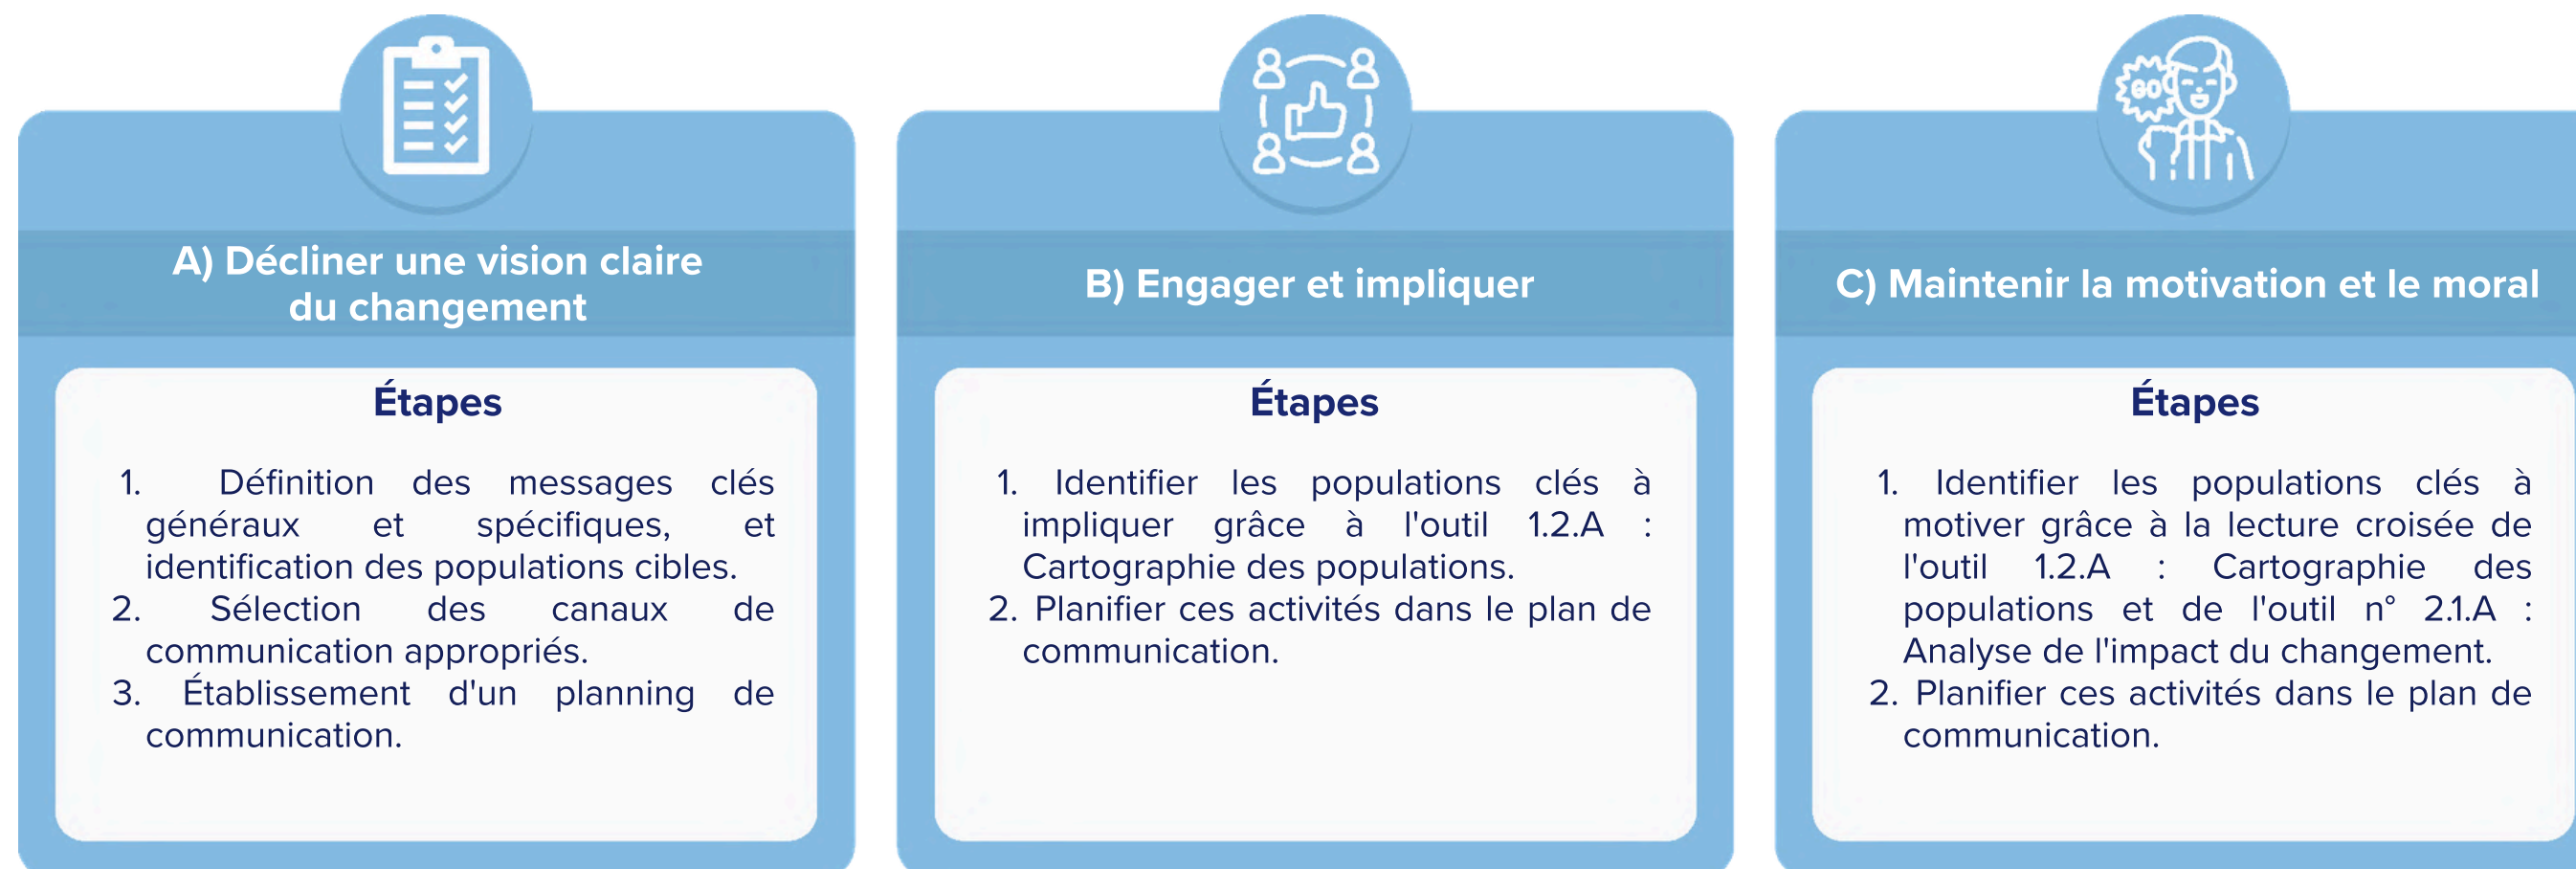 A) Décliner une vision claire
du changement
Étapes
1. Définition des messages clés
généraux et spécifiques, et
identification des populations cibles.
2. Sélection des canaux de
communication appropriés.
3. Établissement d'un planning de
communication.
B) Engager et impliquer
Étapes
1. Identifier les populations clés à
impliquer grâce à l'outil 1.2.A :
Cartographie des populations.
2. Planifier ces activités dans le plan de
communication.
GO
C) Maintenir la motivation et le moral
Étapes
1. Identifier les populations clés à
motiver grâce à la lecture croisée de
l'outil 1.2.A : Cartographie des
populations et de l'outil n° 2.1.A :
Analyse de l'impact du changement.
2. Planifier ces activités dans le plan de
communication.